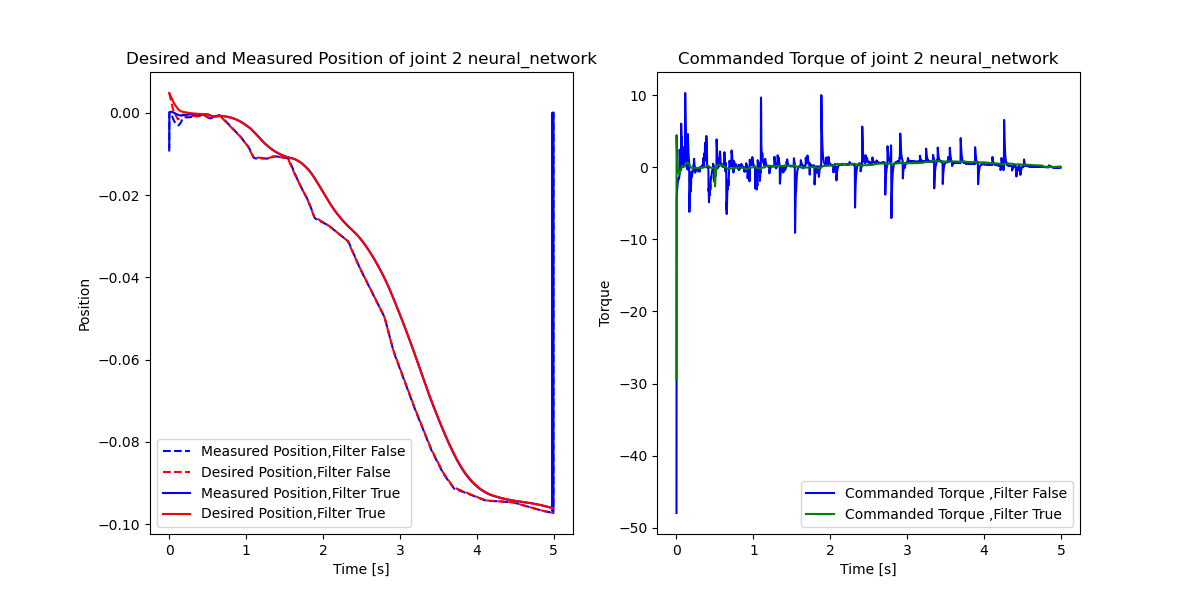 Desired and Measured Position of joint 2 neural_network
Position
0.00
−0.02
−0.04
−0.06
−0.08
−0.10
0 1 2 3 4 5
Time [s]
Measured Position,Filter False
Desired Position,Filter False
Measured Position,Filter True
Desired Position,Filter True
Commanded Torque of joint 2 neural_network
Torque
10
0
−10
−20
−30
−40
−50
0 1 2 3 4 5
Time [s]
Commanded Torque ,Filter False
Commanded Torque ,Filter True